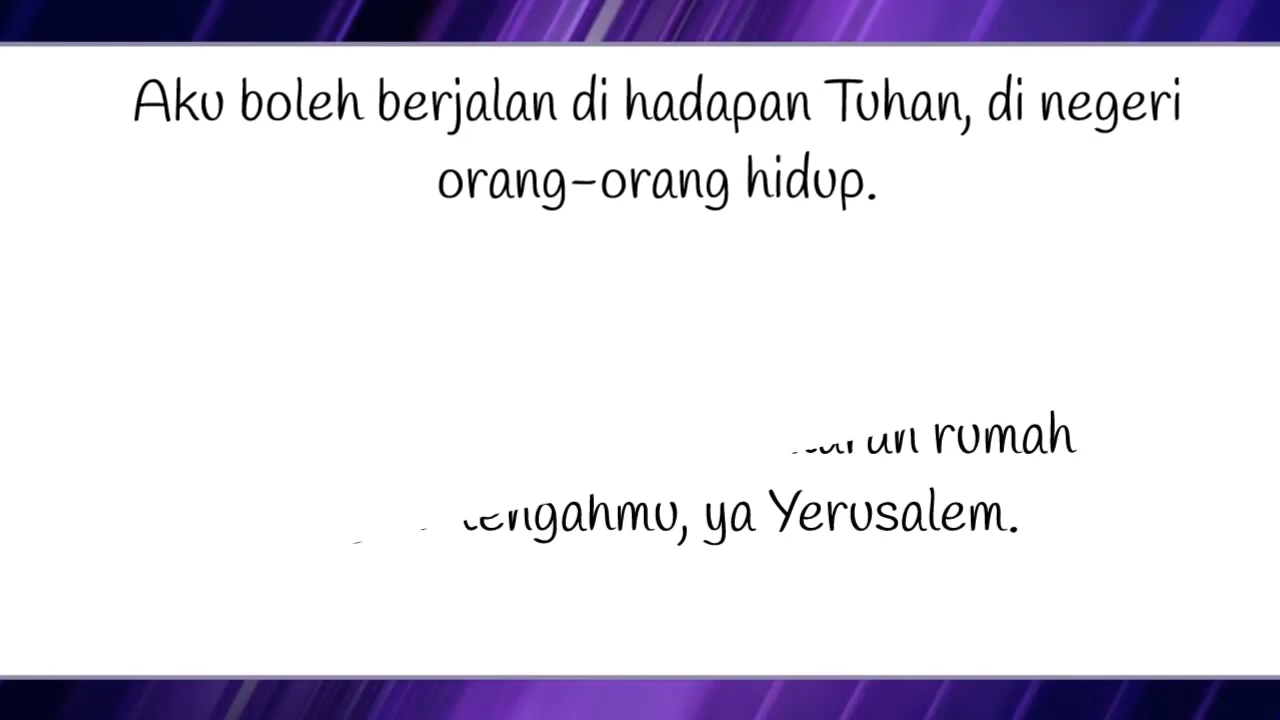 Aku boleh berjalan di hadapan Tuhan, di negeri
orang-orang hidup.
rumah
tengahmu, ya Yerusalem.